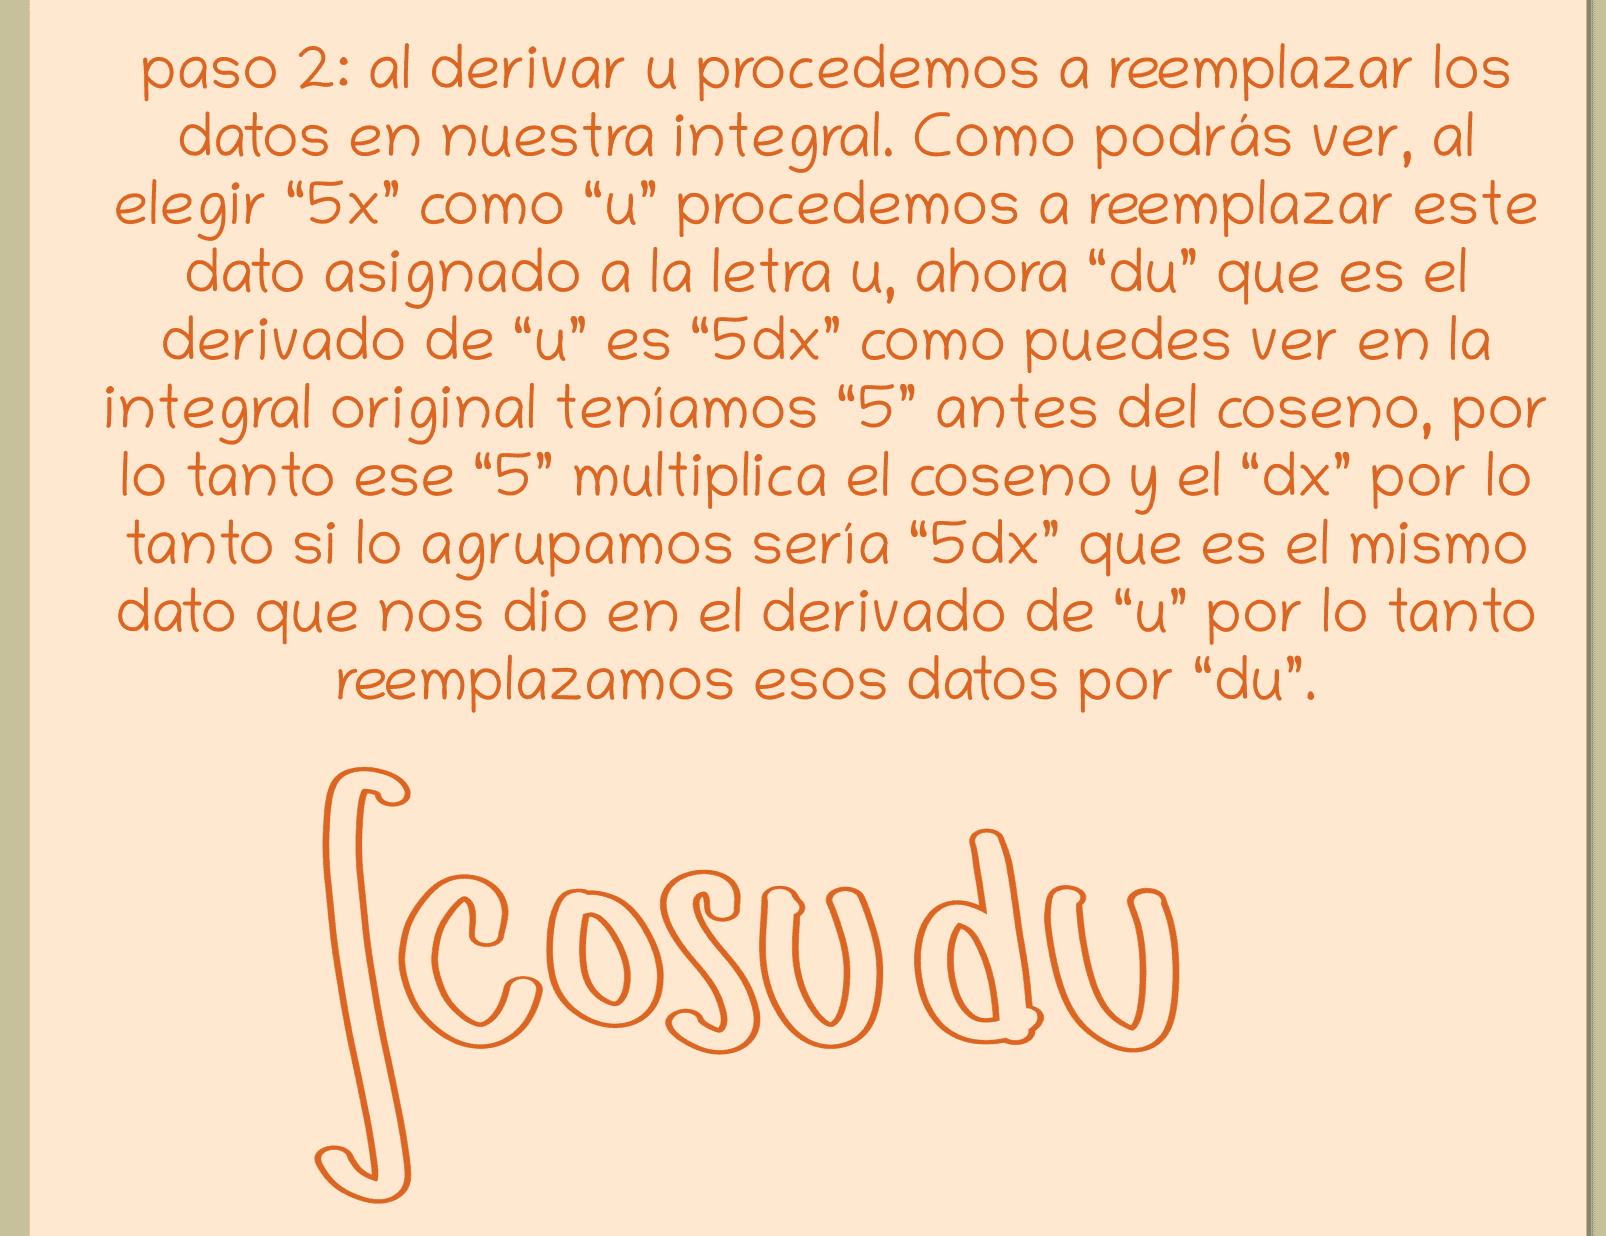 paso 2: al derivar u procedemos a reemplazar los
datos en nuestra integral. Como podrás ver, al
elegir “5x” como “u” procedemos a reemplazar este
dato asignado a la letra u, ahora “du” que es el
derivado de “u” es “5dx” como puedes ver en la
integral original teníamos “5” antes del coseno, por
lo tanto ese “5” multiplica el coseno y el “dx” por lo
tanto si lo agrupamos sería “5dx” que es el mismo
dato que nos dio en el derivado de “u” por lo tanto
reemplazamos esos datos por “du”.
∫cosu du